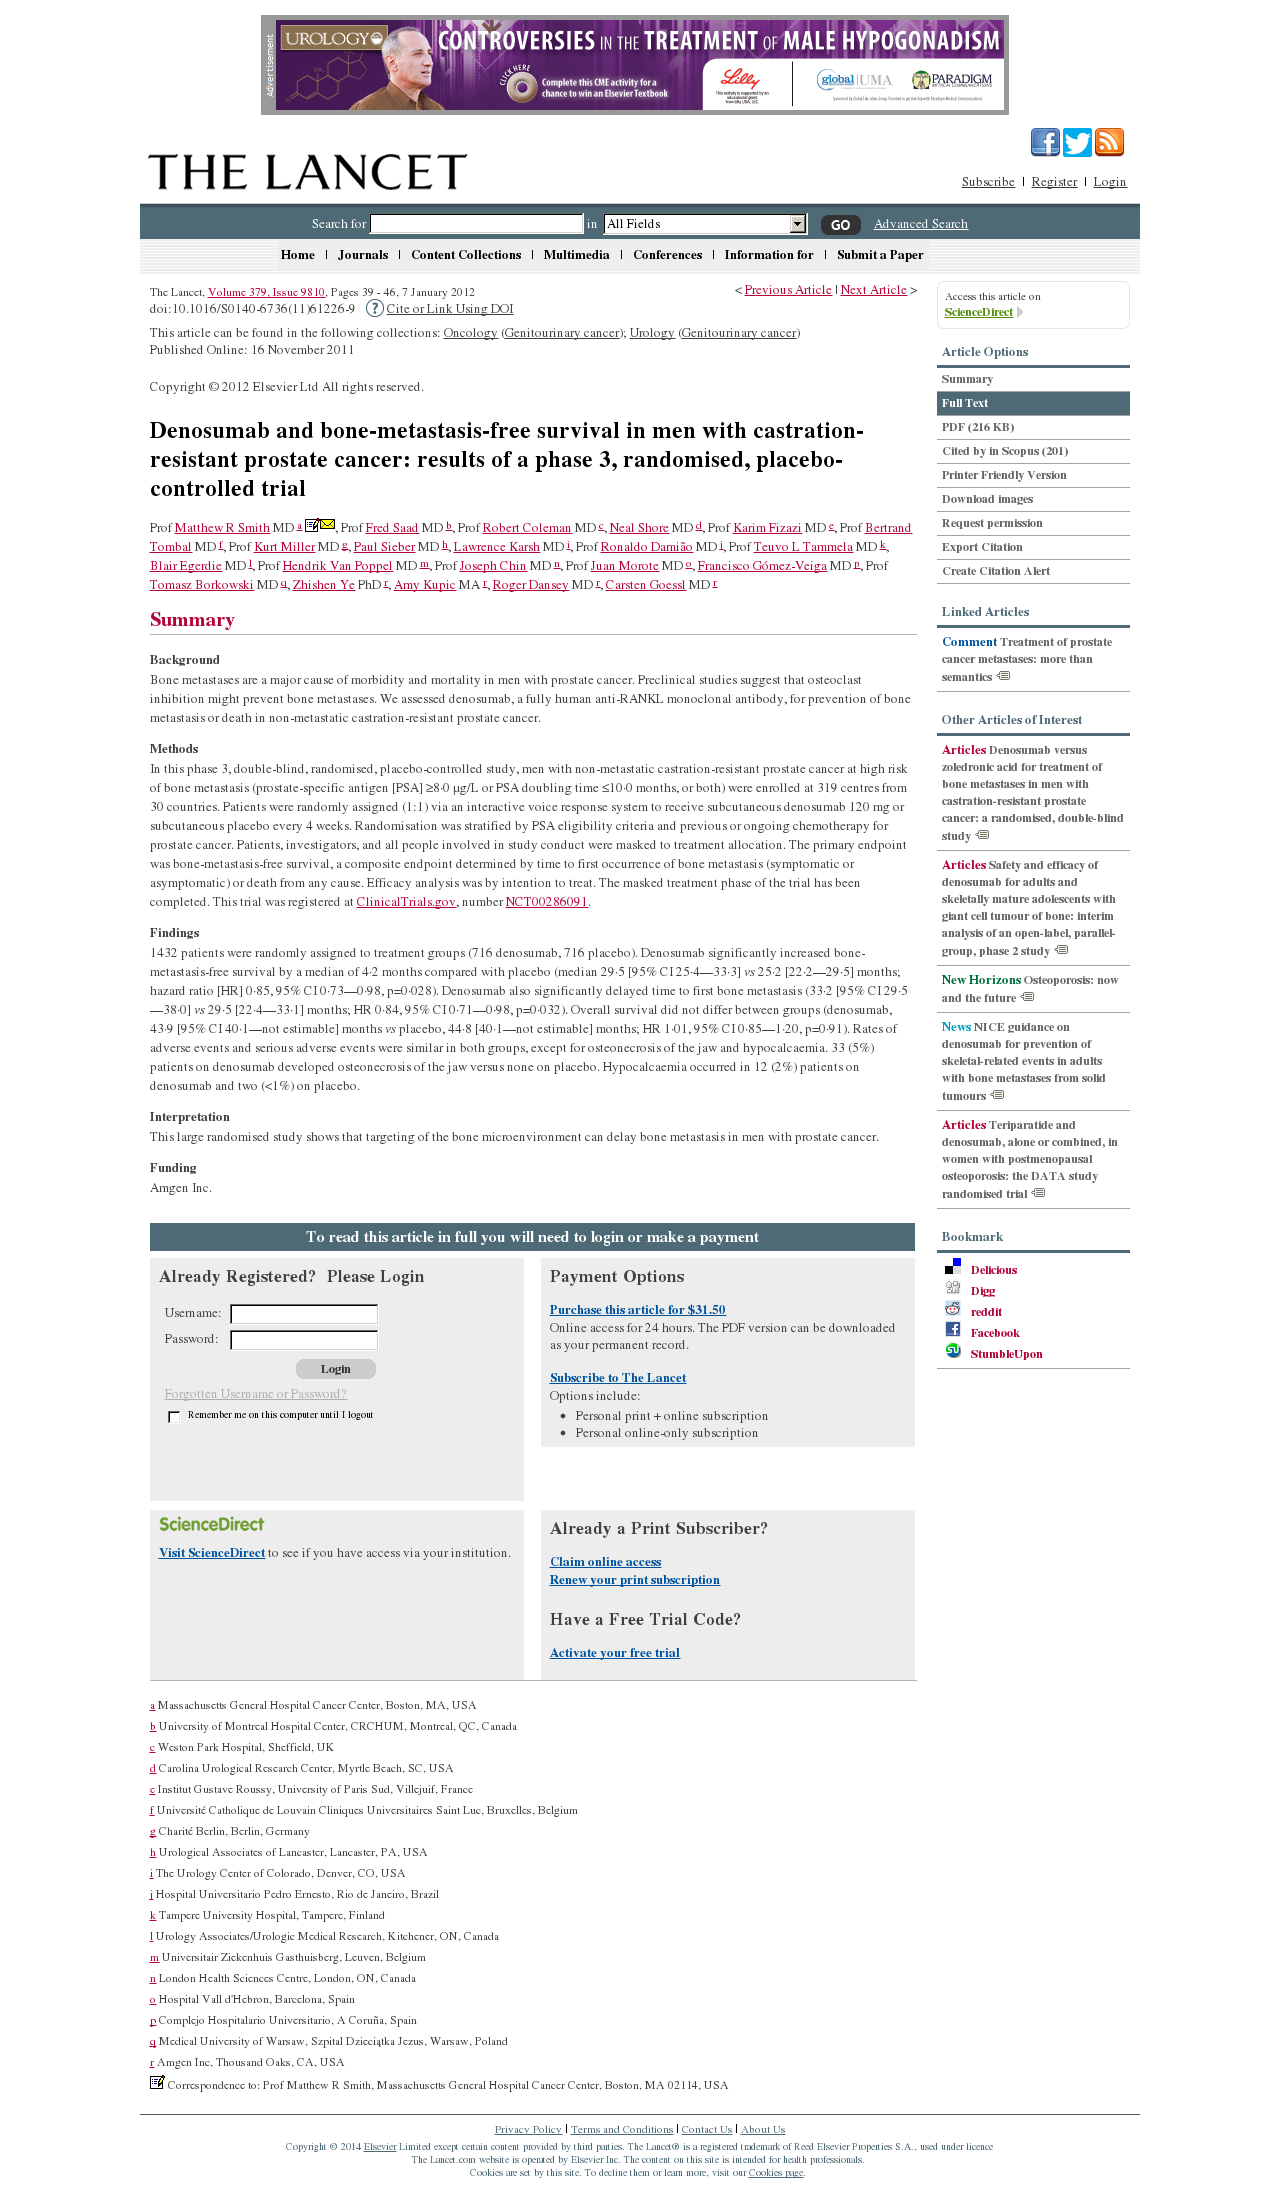 Advertisement
UROLOGY
CONTROVERSIES IN THE TREATMENT OF MALE HYPOGONADISM
CLICK HERE
Complete this CME activity for a
chance to win an Elsevier Textbook
Lilly
This activity is supported by an
educational grant
from Lilly USA, LLC.
global
UMA
PARADIGM
MEDICAL COMMUNICATIONS
THE LANCET
Subscribe | Register | Login
Search for in All Fields GO Advanced Search
Home | Journals | Content Collections | Multimedia | Conferences | Information for | Submit a Paper
The Lancet, Volume 379, Issue 9810, Pages 39 - 46, 7 January 2012
< Previous Article | Next Article >
doi:10.1016/S0140-6736(11)61226-9 ? Cite or Link Using DOI
This article can be found in the following collections: Oncology (Genitourinary cancer); Urology (Genitourinary cancer)
Published Online: 16 November 2011
Copyright © 2012 Elsevier Ltd All rights reserved.
Denosumab and bone-metastasis-free survival in men with castration-
resistant prostate cancer: results of a phase 3, randomised, placebo-
controlled trial
Prof Matthew R Smith MD a, Prof Fred Saad MD b, Prof Robert Coleman MD c, Neal Shore MD d, Prof Karim Fizazi MD e, Prof Bertrand
Tombal MD f, Prof Kurt Miller MD g, Paul Sieber MD h, Lawrence Karsh MD i, Prof Ronaldo Damião MD j, Prof Teuvo L Tammela MD k,
Blair Egerdie MD l, Prof Hendrik Van Poppel MD m, Prof Joseph Chin MD n, Prof Juan Morote MD o, Francisco Gómez-Veiga MD p, Prof
Tomasz Borkowski MD q, Zhishen Ye PhD r, Amy Kupic MA r, Roger Dansey MD r, Carsten Goessl MD r
Summary
Background
Bone metastases are a major cause of morbidity and mortality in men with prostate cancer. Preclinical studies suggest that osteoclast
inhibition might prevent bone metastases. We assessed denosumab, a fully human anti-RANKL monoclonal antibody, for prevention of bone
metastasis or death in non-metastatic castration-resistant prostate cancer.
Methods
In this phase 3, double-blind, randomised, placebo-controlled study, men with non-metastatic castration-resistant prostate cancer at high risk
of bone metastasis (prostate-specific antigen [PSA] ≥8·0 μg/L or PSA doubling time ≤10·0 months, or both) were enrolled at 319 centres from
30 countries. Patients were randomly assigned (1:1) via an interactive voice response system to receive subcutaneous denosumab 120 mg or
subcutaneous placebo every 4 weeks. Randomisation was stratified by PSA eligibility criteria and previous or ongoing chemotherapy for
prostate cancer. Patients, investigators, and all people involved in study conduct were masked to treatment allocation. The primary endpoint
was bone-metastasis-free survival, a composite endpoint determined by time to first occurrence of bone metastasis (symptomatic or
asymptomatic) or death from any cause. Efficacy analysis was by intention to treat. The masked treatment phase of the trial has been
completed. This trial was registered at ClinicalTrials.gov, number NCT00286091.
Findings
1432 patients were randomly assigned to treatment groups (716 denosumab, 716 placebo). Denosumab significantly increased bone-
metastasis-free survival by a median of 4·2 months compared with placebo (median 29·5 [95% CI 25·4—33·3] vs 25·2 [22·2—29·5] months;
hazard ratio [HR] 0·85, 95% CI 0·73—0·98, p=0·028). Denosumab also significantly delayed time to first bone metastasis (33·2 [95% CI 29·5
—38·0] vs 29·5 [22·4—33·1] months; HR 0·84, 95% CI 0·71—0·98, p=0·032). Overall survival did not differ between groups (denosumab,
43·9 [95% CI 40·1—not estimable] months vs placebo, 44·8 [40·1—not estimable] months; HR 1·01, 95% CI 0·85—1·20, p=0·91). Rates of
adverse events and serious adverse events were similar in both groups, except for osteonecrosis of the jaw and hypocalcaemia. 33 (5%)
patients on denosumab developed osteonecrosis of the jaw versus none on placebo. Hypocalcaemia occurred in 12 (2%) patients on
denosumab and two (<1%) on placebo.
Interpretation
This large randomised study shows that targeting of the bone microenvironment can delay bone metastasis in men with prostate cancer.
Funding
Amgen Inc.
To read this article in full you will need to login or make a payment
Already Registered? Please Login
Username:
Password:
Login
Forgotten Username or Password?
Remember me on this computer until I logout
Payment Options
Purchase this article for $31.50
Online access for 24 hours. The PDF version can be downloaded
as your permanent record.
Subscribe to The Lancet
Options include:
• Personal print + online subscription
• Personal online-only subscription
ScienceDirect
Visit ScienceDirect to see if you have access via your institution.
Already a Print Subscriber?
Claim online access
Renew your print subscription
Have a Free Trial Code?
Activate your free trial
a Massachusetts General Hospital Cancer Center, Boston, MA, USA
b University of Montreal Hospital Center, CRCHUM, Montreal, QC, Canada
c Weston Park Hospital, Sheffield, UK
d Carolina Urological Research Center, Myrtle Beach, SC, USA
e Institut Gustave Roussy, University of Paris Sud, Villejuif, France
f Université Catholique de Louvain Cliniques Universitaires Saint Luc, Bruxelles, Belgium
g Charité Berlin, Berlin, Germany
h Urological Associates of Lancaster, Lancaster, PA, USA
i The Urology Center of Colorado, Denver, CO, USA
j Hospital Universitario Pedro Ernesto, Rio de Janeiro, Brazil
k Tampere University Hospital, Tampere, Finland
l Urology Associates/Urologic Medical Research, Kitchener, ON, Canada
m Universitair Ziekenhuis Gasthuisberg, Leuven, Belgium
n London Health Sciences Centre, London, ON, Canada
o Hospital Vall d'Hebron, Barcelona, Spain
p Complejo Hospitalario Universitario, A Coruña, Spain
q Medical University of Warsaw, Szpital Dzieciątka Jezus, Warsaw, Poland
r Amgen Inc, Thousand Oaks, CA, USA
Correspondence to: Prof Matthew R Smith, Massachusetts General Hospital Cancer Center, Boston, MA 02114, USA
Access this article on
ScienceDirect
Article Options
Summary
Full Text
PDF (216 KB)
Cited by in Scopus (201)
Printer Friendly Version
Download images
Request permission
Export Citation
Create Citation Alert
Linked Articles
Comment Treatment of prostate
cancer metastases: more than
semantics
Other Articles of Interest
Articles Denosumab versus
zoledronic acid for treatment of
bone metastases in men with
castration-resistant prostate
cancer: a randomised, double-blind
study
Articles Safety and efficacy of
denosumab for adults and
skeletally mature adolescents with
giant cell tumour of bone: interim
analysis of an open-label, parallel-
group, phase 2 study
New Horizons Osteoporosis: now
and the future
News NICE guidance on
denosumab for prevention of
skeletal-related events in adults
with bone metastases from solid
tumours
Articles Teriparatide and
denosumab, alone or combined, in
women with postmenopausal
osteoporosis: the DATA study
randomised trial
Bookmark
Delicious
Digg
reddit
Facebook
StumbleUpon
Privacy Policy | Terms and Conditions | Contact Us | About Us
Copyright © 2014 Elsevier Limited except certain content provided by third parties. The Lancet® is a registered trademark of Reed Elsevier Properties S.A., used under licence
The Lancet.com website is operated by Elsevier Inc. The content on this site is intended for health professionals.
Cookies are set by this site. To decline them or learn more, visit our Cookies page.